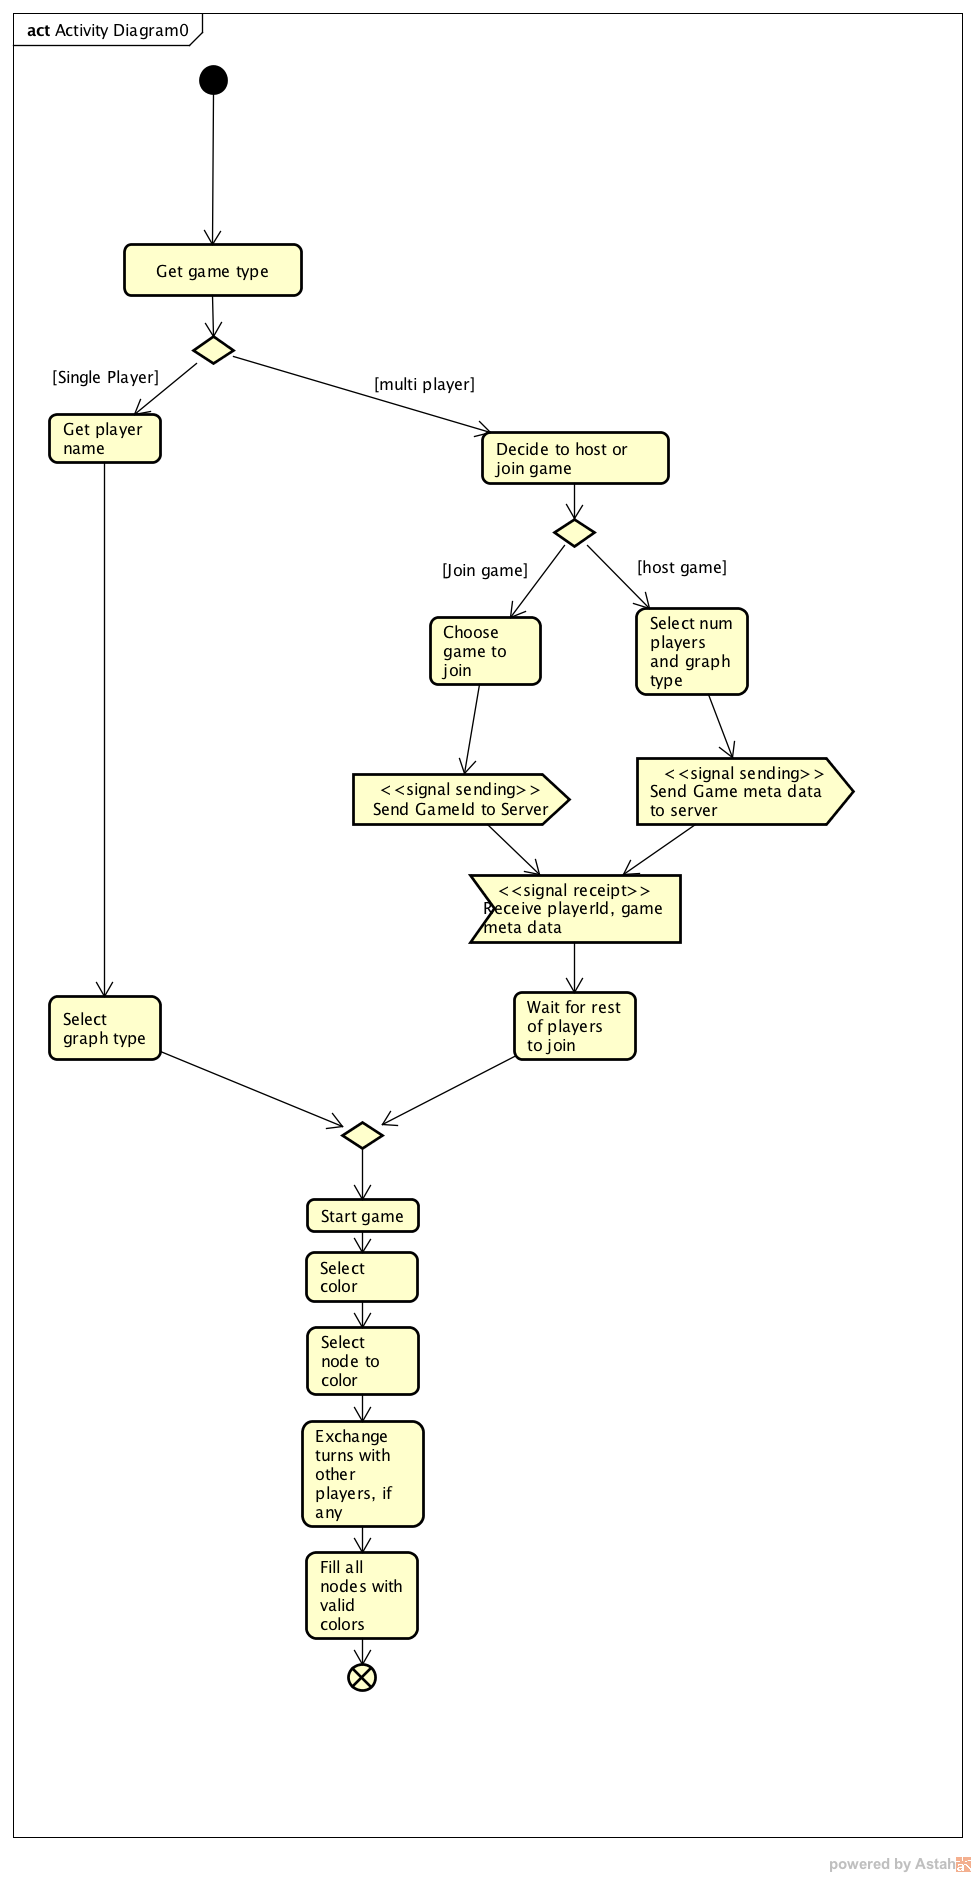 act Activity Diagram0
Get game type
[Single Player]
[multi player]
Get player
name
Decide to host or
join game
[Join game]
[host game]
Choose
game to
join
Select num
players
and graph
type
<<signal sending>>
Send GameId to Server
<<signal sending>>
Send Game meta data
to server
<<signal receipt>>
Receive playerId, game
meta data
Select
graph type
Wait for rest
of players
to join
Start game
Select
color
Select
node to
color
Exchange
turns with
other
players, if
any
Fill all
nodes with
valid
colors
powered by Astah